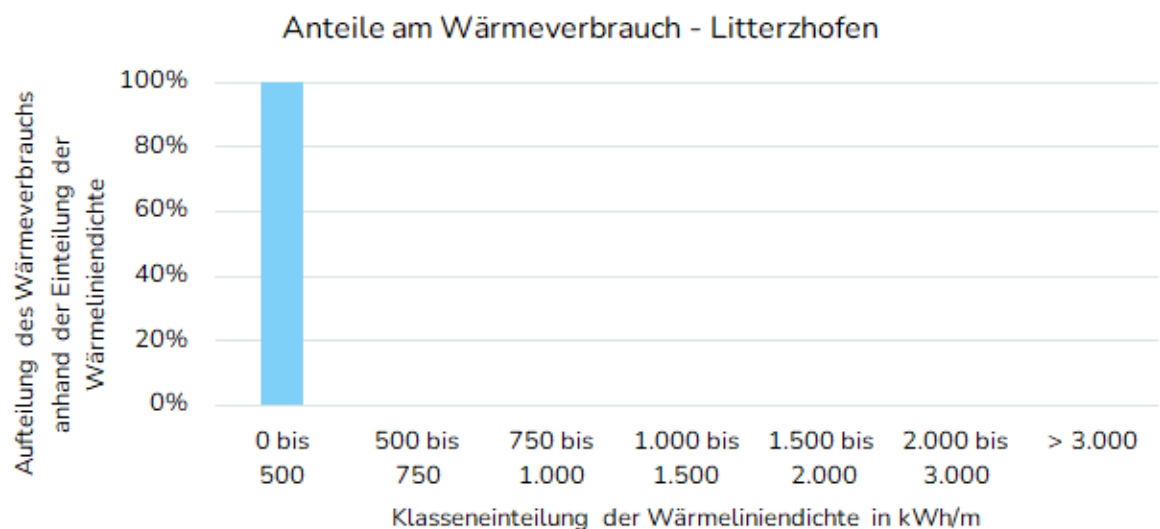 Anteile am Wärmeverbrauch - Litterzhofen
Aufteilung des Wärmeverbrauchs
anhand der Einteilung der
Wärmeliniendichte
100%
80%
60%
40%
20%
0%
0 bis
500
500 bis
750
750 bis
1.000
1.000 bis
1.500
1.500 bis
2.000
2.000 bis
3.000
> 3.000
Klasseneinteilung der Wärmeliniendichte in kWh/m